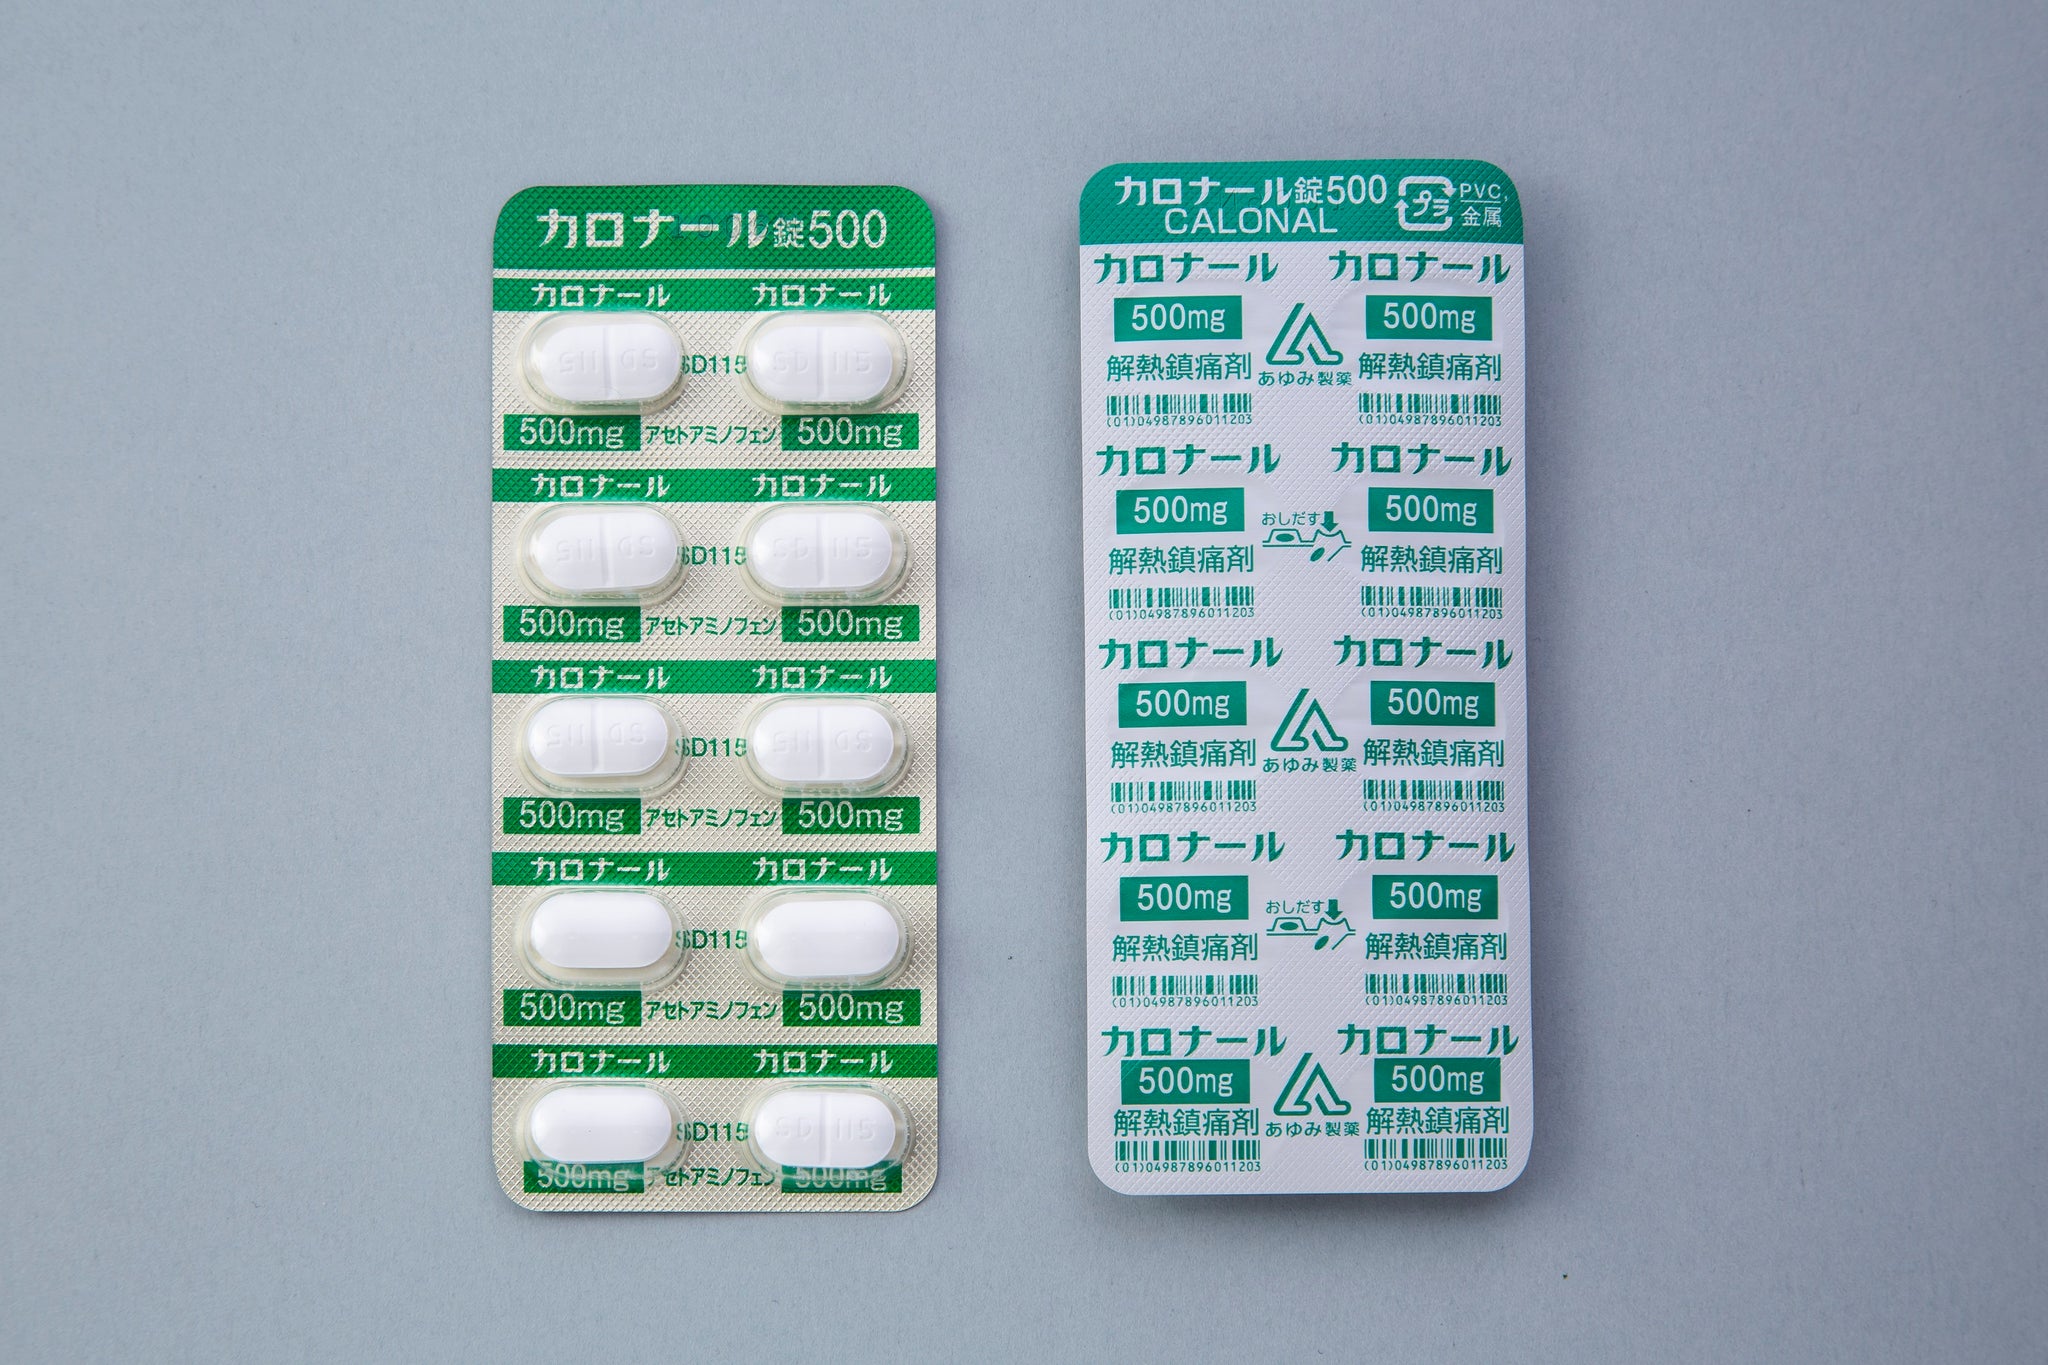 カロナール錠500
カロナール カロナール
SD 115 SD115 SD 115
500mg アセトアミノフェン 500mg
カロナール カロナール
SD 115 SD115 SD 115
500mg アセトアミノフェン 500mg
カロナール カロナール
SD 115 SD115 SD 115
500mg アセトアミノフェン 500mg
カロナール カロナール
SD115
500mg アセトアミノフェン 500mg
カロナール カロナール
SD115 SD 115
500mg アセトアミノフェン 500mg
カロナール錠500 プラ PVC,
CALONAL 金属
カロナール カロナール
500mg 500mg
解熱鎮痛剤 あゆみ製薬 解熱鎮痛剤
(01)04987896011203 (01)04987896011203
カロナール カロナール
500mg おしだす 500mg
解熱鎮痛剤 解熱鎮痛剤
(01)04987896011203 (01)04987896011203
カロナール カロナール
500mg 500mg
解熱鎮痛剤 あゆみ製薬 解熱鎮痛剤
(01)04987896011203 (01)04987896011203
カロナール カロナール
500mg おしだす 500mg
解熱鎮痛剤 解熱鎮痛剤
(01)04987896011203 (01)04987896011203
カロナール カロナール
500mg 500mg
解熱鎮痛剤 あゆみ製薬 解熱鎮痛剤
(01)04987896011203 (01)04987896011203